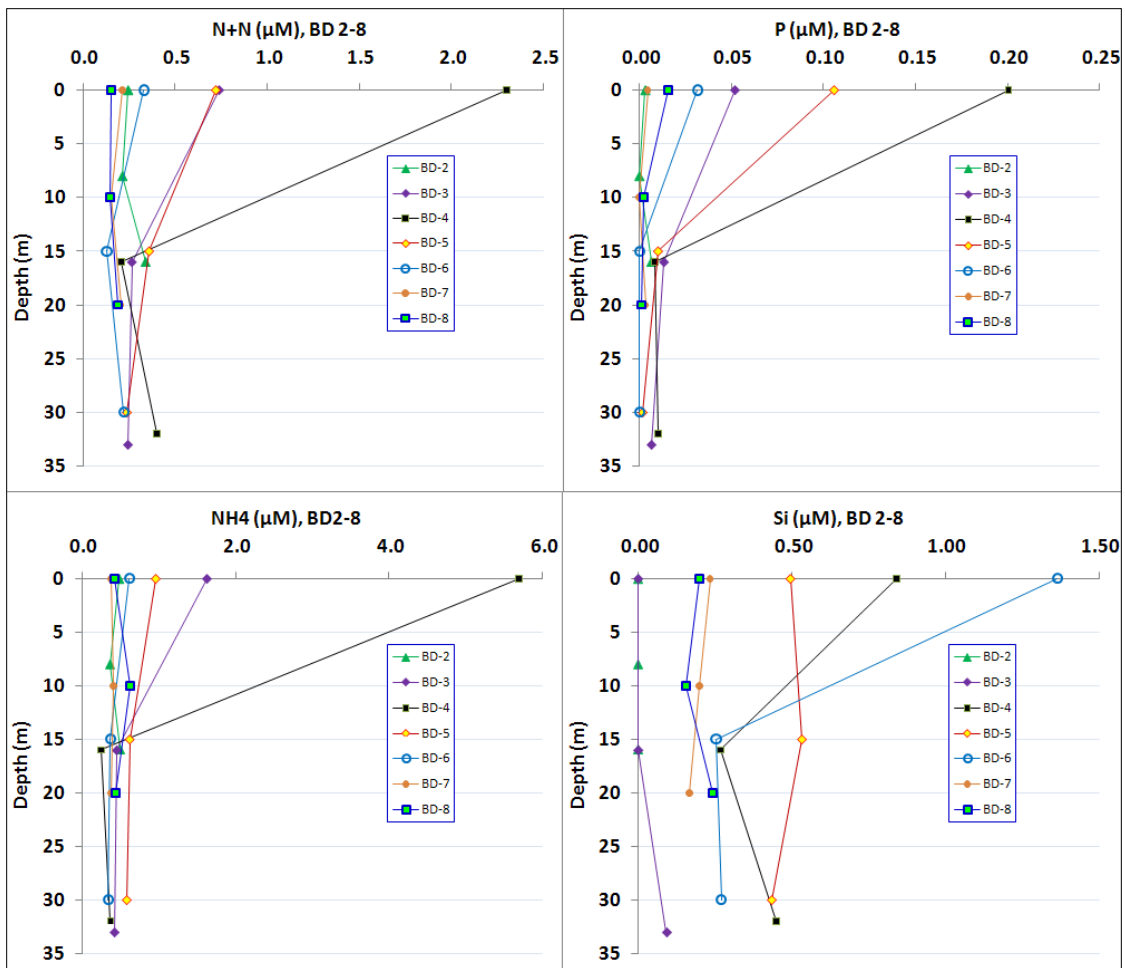 N+N (µM), BD 2-8
0.0 0.5 1.0 1.5 2.0 2.5
0
5
10
15
20
25
30
35
Depth (m)
BD-2
BD-3
BD-4
BD-5
BD-6
BD-7
BD-8
P (µM), BD 2-8
0.00 0.05 0.10 0.15 0.20 0.25
0
5
10
15
20
25
30
35
Depth (m)
BD-2
BD-3
BD-4
BD-5
BD-6
BD-7
BD-8
NH4 (µM), BD2-8
0.0 2.0 4.0 6.0
0
5
10
15
20
25
30
35
Depth (m)
BD-2
BD-3
BD-4
BD-5
BD-6
BD-7
BD-8
Si (µM), BD 2-8
0.00 0.50 1.00 1.50
0
5
10
15
20
25
30
35
Depth (m)
BD-2
BD-3
BD-4
BD-5
BD-6
BD-7
BD-8